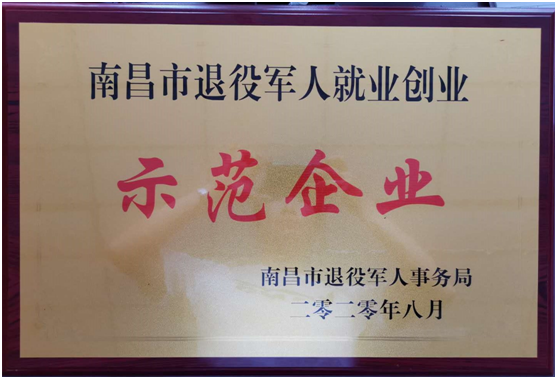 南昌市退役军人就业创业
示范企业
南昌市退役军人事务局
二零二零年八月